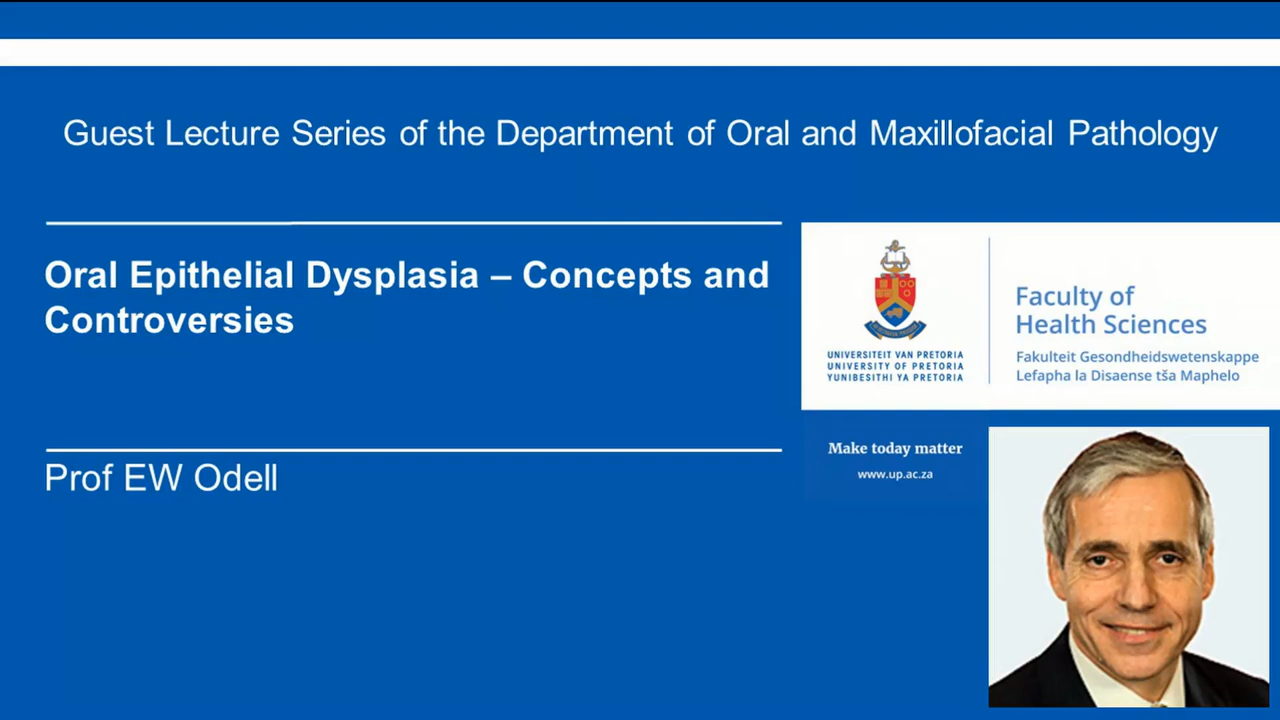 Guest Lecture Series of the Department of Oral and Maxillofacial Pathology
Oral Epithelial Dysplasia – Concepts and
Controversies
Prof EW Odell
UNIVERSITEIT VAN PRETORIA
UNIVERSITY OF PRETORIA
YUNIBESITHI YA PRETORIA
Faculty of
Health Sciences
Fakulteit Gesondheidswetenskappe
Lefapha la Disaense tša Maphelo
Make today matter
www.up.ac.za